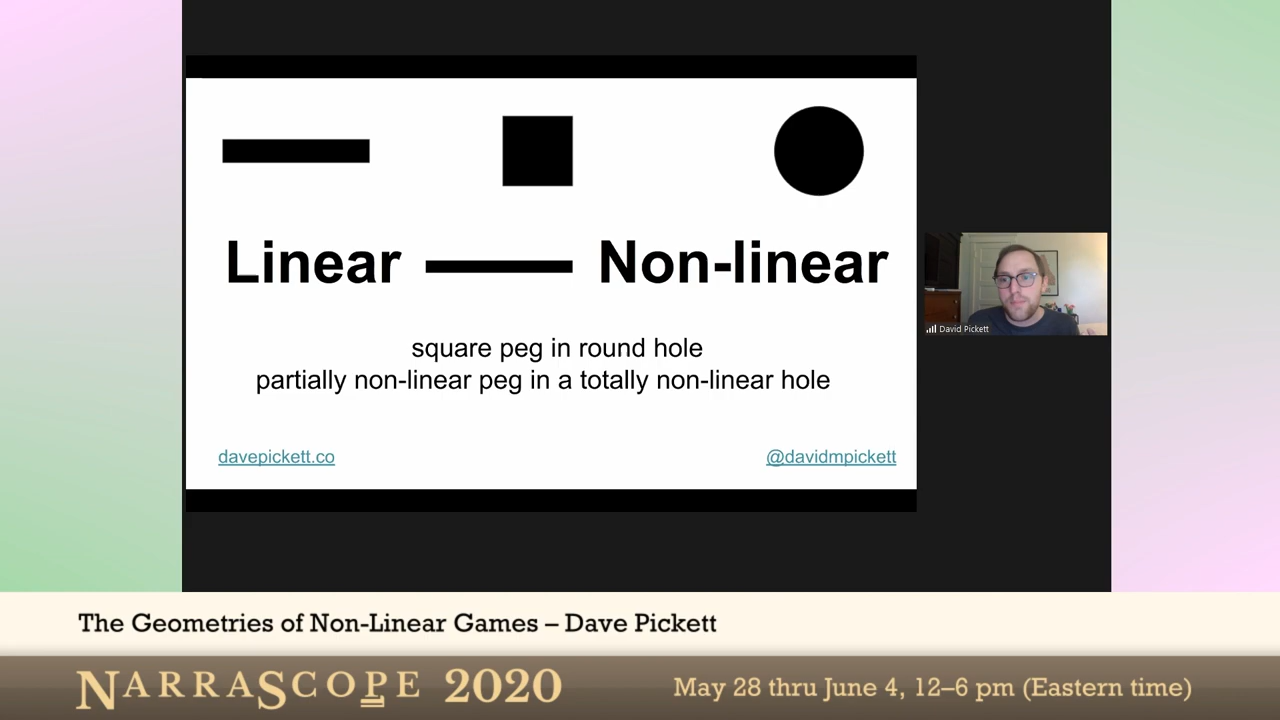 Linear
Non-linear
square peg in round hole
partially non-linear peg in a totally non-linear hole
davepickett.co
@davidmpickett
David Pickett
The Geometries of Non-Linear Games – Dave Pickett
NARRASCOPE 2020
May 28 thru June 4, 12–6 pm (Eastern time)